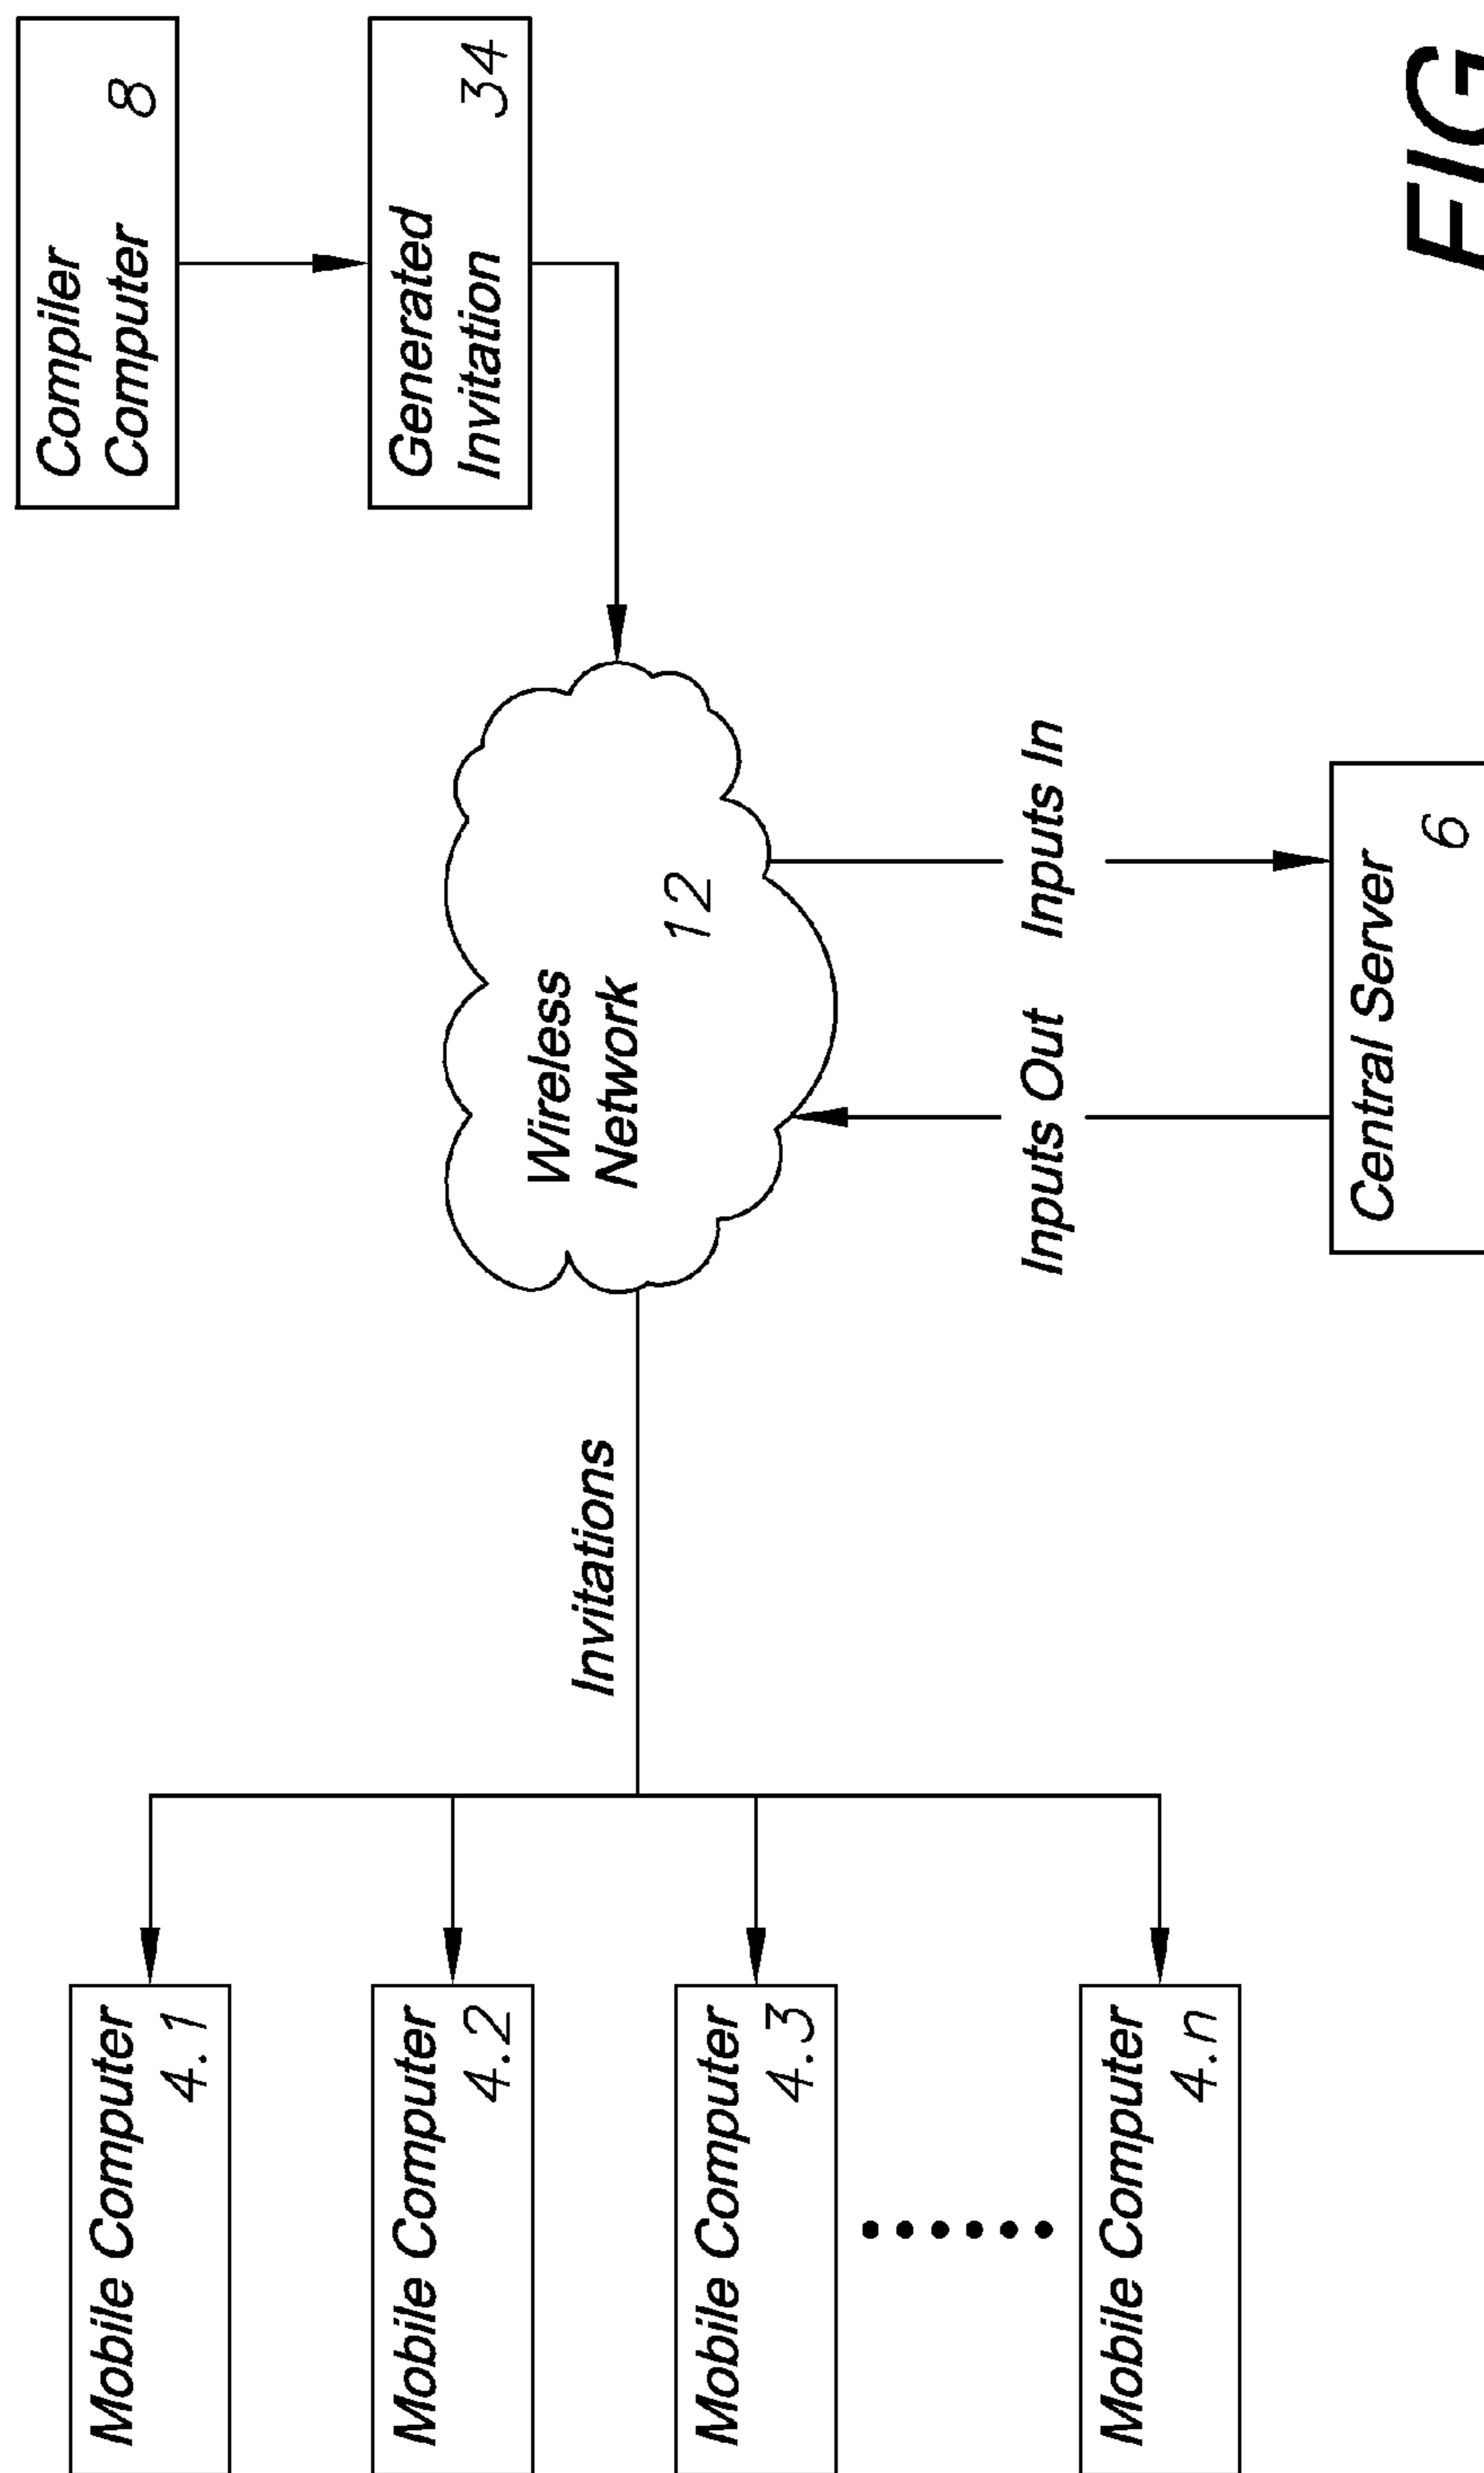 Mobile Computer
4.1
Mobile Computer
4.2
Mobile Computer
4.3
Mobile Computer
4.n
Invitations
Wireless
Network
12
Inputs Out
Inputs In
Central Server
6
Compiler
Computer 8
Generated
Invitation 34
FIG